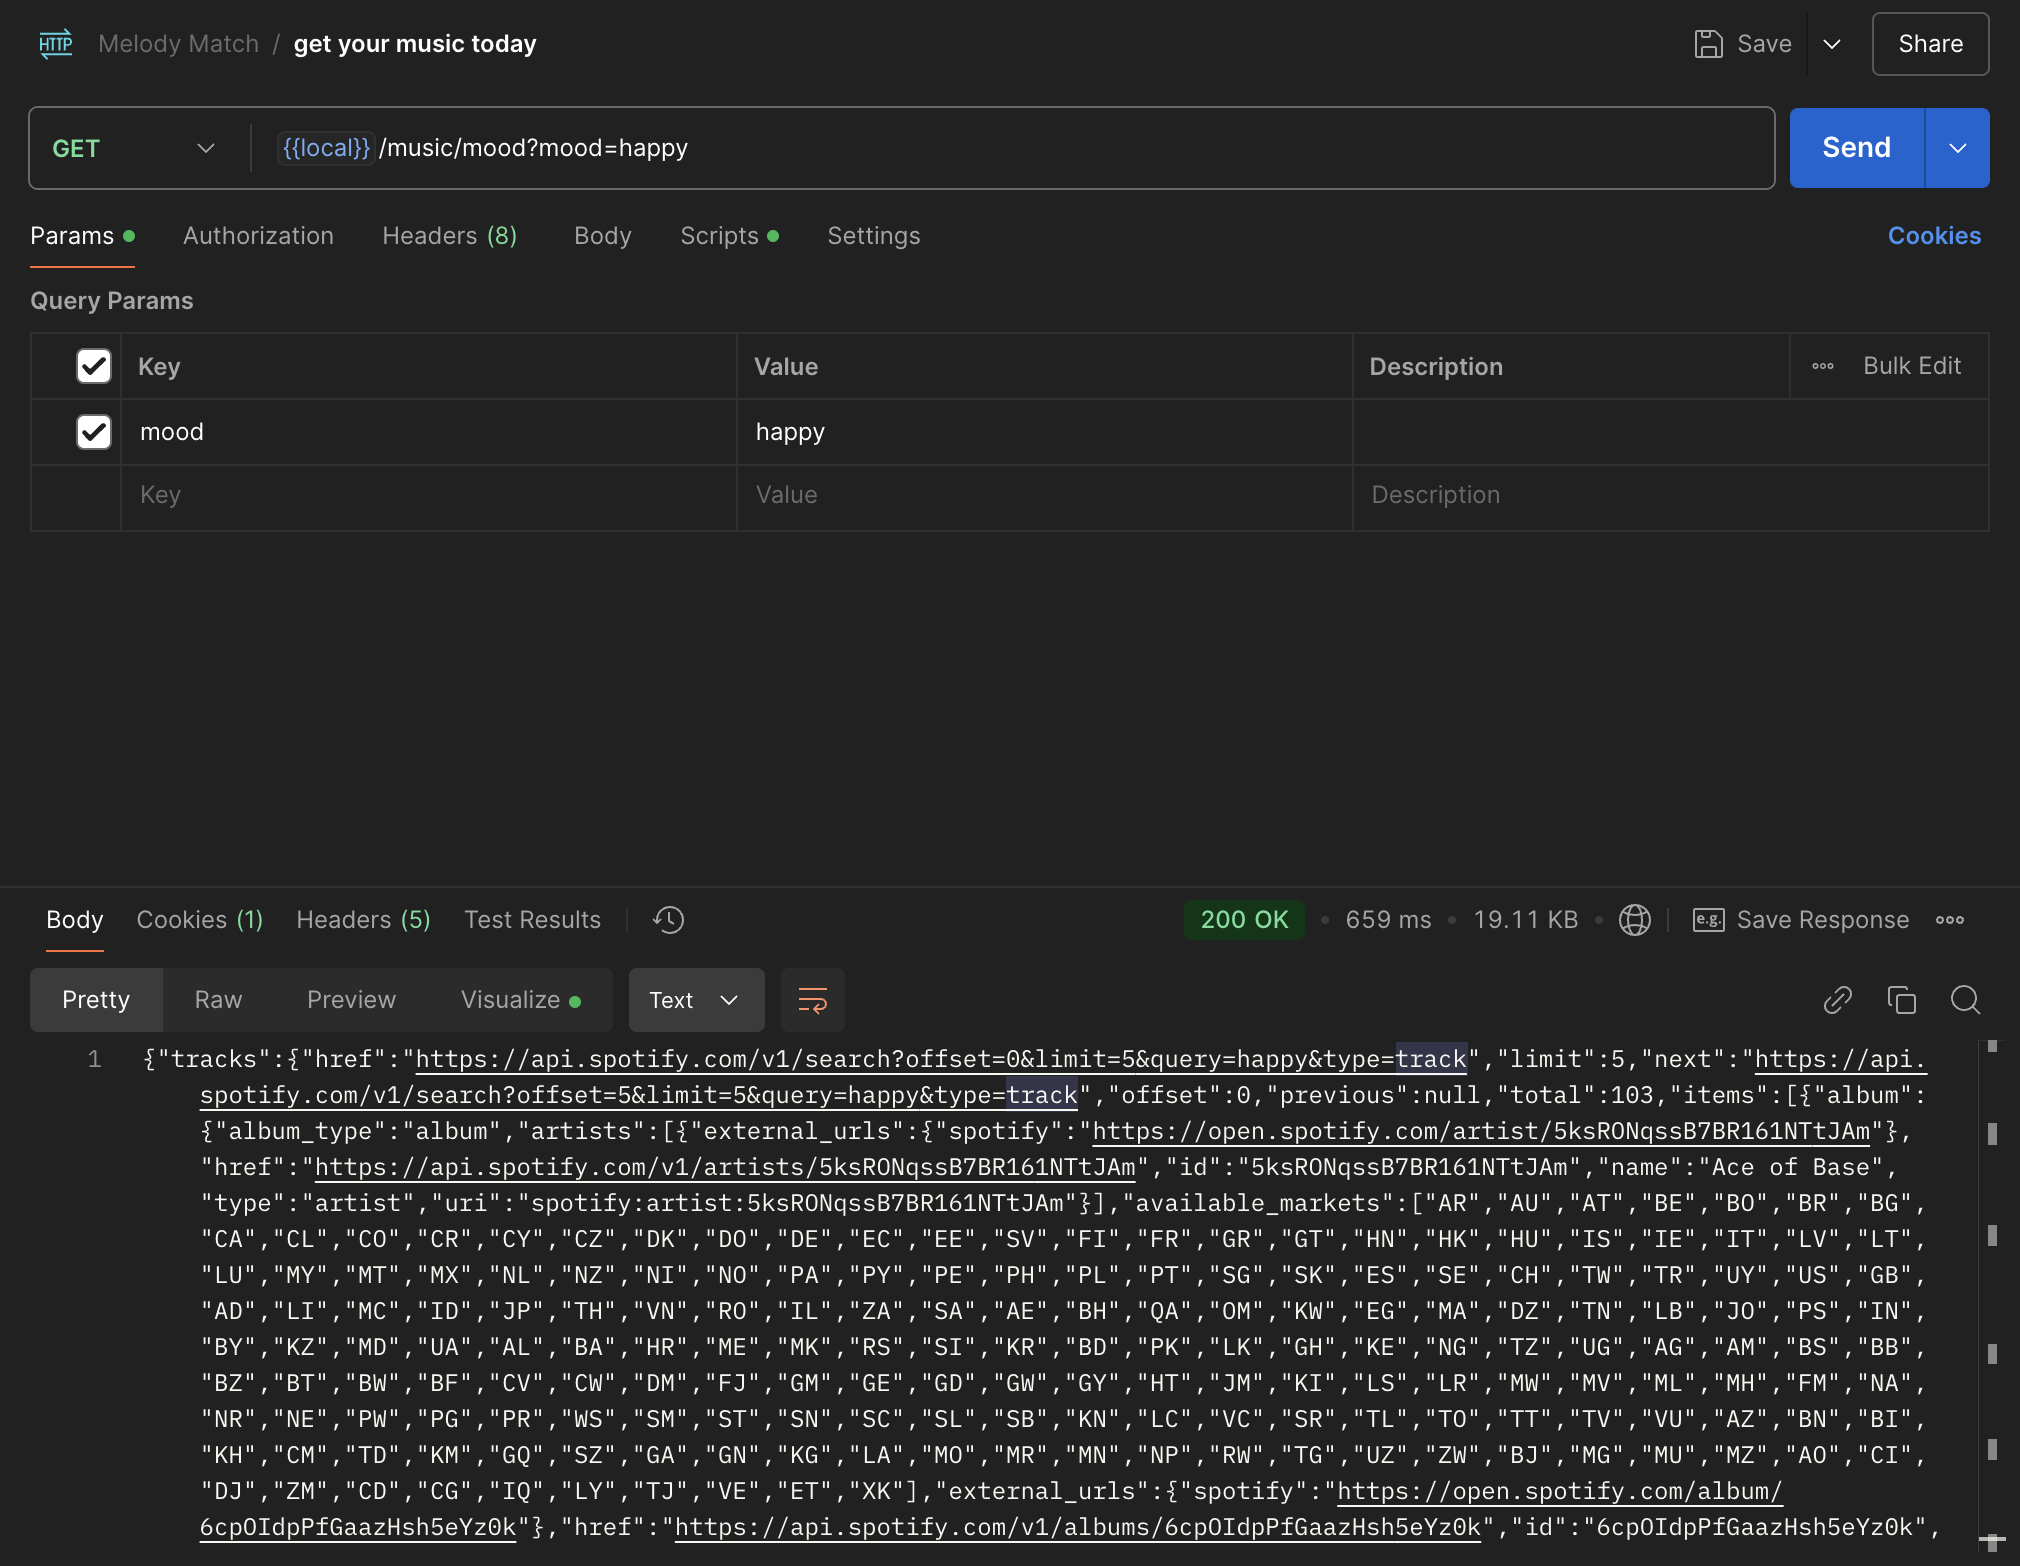 HTTP Melody Match / get your music today Save Share
GET {{local}}/music/mood?mood=happy Send
Params Authorization Headers (8) Body Scripts Settings Cookies
Query Params
Key Value Description Bulk Edit
mood happy
Key Value Description
Body Cookies (1) Headers (5) Test Results 200 OK 659 ms 19.11 KB e.g. Save Response
Pretty Raw Preview Visualize Text
1 {"tracks":{"href":"https://api.spotify.com/v1/search?offset=0&limit=5&query=happy&type=track","limit":5,"next":"https://api.
spotify.com/v1/search?offset=5&limit=5&query=happy&type=track","offset":0,"previous":null,"total":103,"items":[{"album":
{"album_type":"album","artists":[{"external_urls":{"spotify":"https://open.spotify.com/artist/5ksRONqssB7BR161NTtJAm"},
"href":"https://api.spotify.com/v1/artists/5ksRONqssB7BR161NTtJAm","id":"5ksRONqssB7BR161NTtJAm","name":"Ace of Base",
"type":"artist","uri":"spotify:artist:5ksRONqssB7BR161NTtJAm"}],"available_markets":["AR","AU","AT","BE","BO","BR","BG",
"CA","CL","CO","CR","CY","CZ","DK","DO","DE","EC","EE","SV","FI","FR","GR","GT","HN","HK","HU","IS","IE","IT","LV","LT",
"LU","MY","MT","MX","NL","NZ","NI","NO","PA","PY","PE","PH","PL","PT","SG","SK","ES","SE","CH","TW","TR","UY","US","GB",
"AD","LI","MC","ID","JP","TH","VN","RO","IL","ZA","SA","AE","BH","QA","OM","KW","EG","MA","DZ","TN","LB","JO","PS","IN",
"BY","KZ","MD","UA","AL","BA","HR","ME","MK","RS","SI","KR","BD","PK","LK","GH","KE","NG","TZ","UG","AG","AM","BS","BB",
"BZ","BT","BW","BF","CV","CW","DM","FJ","GM","GE","GD","GW","GY","HT","JM","KI","LS","LR","MW","MV","ML","MH","FM","NA",
"NR","NE","PW","PG","PR","WS","SM","ST","SN","SC","SL","SB","KN","LC","VC","SR","TL","TO","TT","TV","VU","AZ","BN","BI",
"KH","CM","TD","KM","GQ","SZ","GA","GN","KG","LA","MO","MR","MN","NP","RW","TG","UZ","ZW","BJ","MG","MU","MZ","AO","CI",
"DJ","ZM","CD","CG","IQ","LY","TJ","VE","ET","XK"],"external_urls":{"spotify":"https://open.spotify.com/album/
6cpOIdpPfGaazHsh5eYz0k"},"href":"https://api.spotify.com/v1/albums/6cpOIdpPfGaazHsh5eYz0k","id":"6cpOIdpPfGaazHsh5eYz0k",